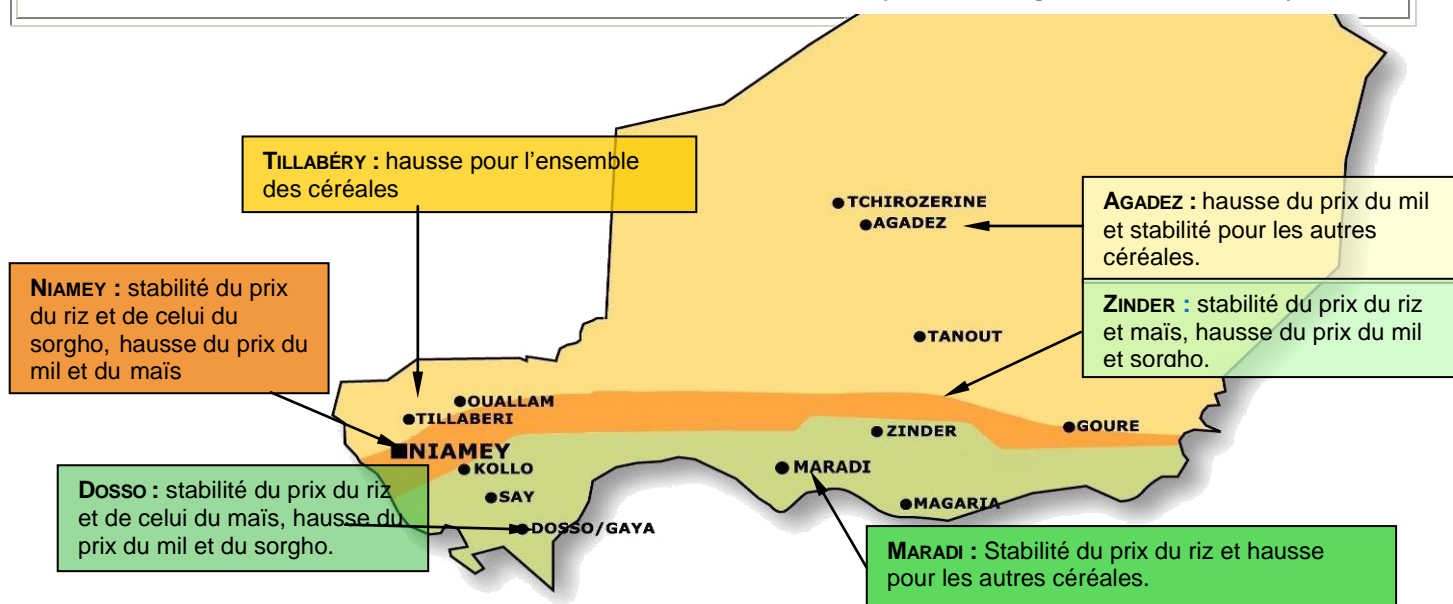 TILLABÉRY : hausse pour l'ensemble
des céréales
TCHIROZERINE
AGADEZ
AGADEZ : hausse du prix du mil
et stabilité pour les autres
céréales.
NIAMEY : stabilité du prix
du riz et de celui du
sorgho, hausse du prix du
mil et du maïs
ZINDER : stabilité du prix du riz
et maïs, hausse du prix du mil
et sorgho.
TANOUT
OUALLAM
TILLABERI
NIAMEY
KOLLO
SAY
DOSSO/GAYA
ZINDER
GOURE
MARADI
MAGARIA
DOSSO : stabilité du prix du riz
et de celui du maïs, hausse du
prix du mil et du sorgho.
MARADI : Stabilité du prix du riz et hausse
pour les autres céréales.